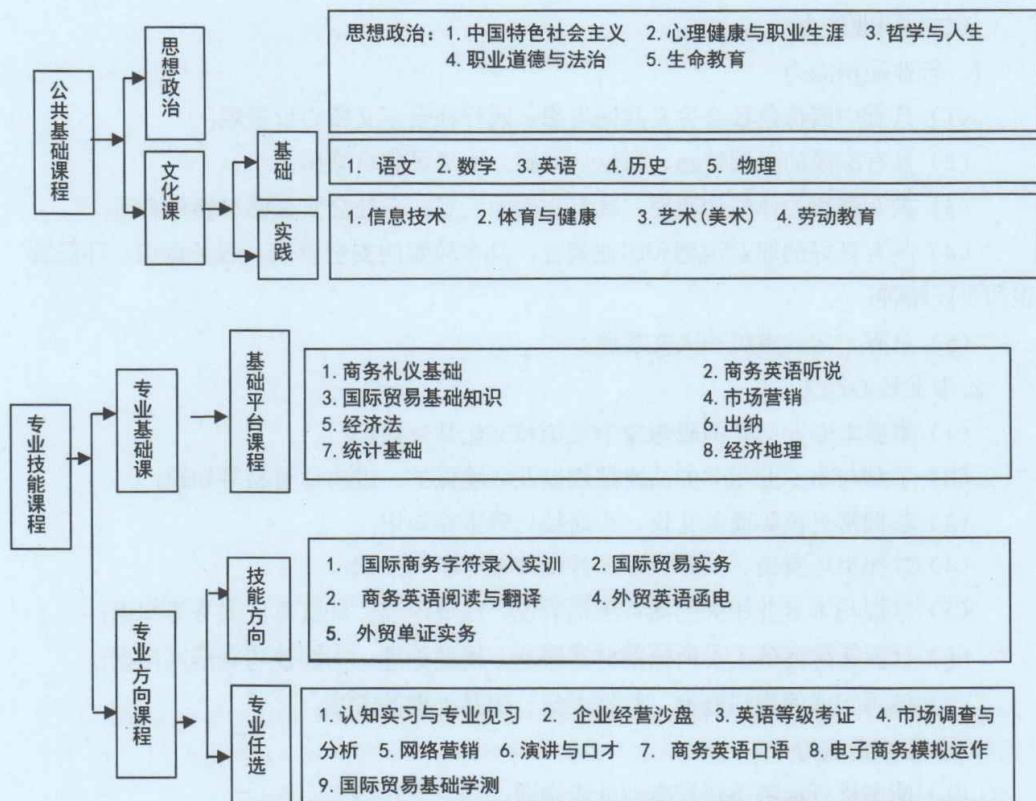 公共基础课程
思想政治
思想政治：1. 中国特色社会主义 2. 心理健康与职业生涯 3. 哲学与人生
4. 职业道德与法治 5. 生命教育
文化课
基础
1. 语文 2. 数学 3. 英语 4. 历史 5. 物理
实践
1. 信息技术 2. 体育与健康 3. 艺术(美术) 4. 劳动教育
专业技能课程
专业基础课
基础平台课程
1. 商务礼仪基础 2. 商务英语听说
3. 国际贸易基础知识 4. 市场营销
5. 经济法 6. 出纳
7. 统计基础 8. 经济地理
专业方向课程
技能方向
1. 国际商务字符录入实训 2. 国际贸易实务
2. 商务英语阅读与翻译 4. 外贸英语函电
5. 外贸单证实务
专业任选
1. 认知实习与专业见习 2. 企业经营沙盘 3. 英语等级考证 4. 市场调查与
分析 5. 网络营销 6. 演讲与口才 7. 商务英语口语 8. 电子商务模拟运作
9. 国际贸易基础学测